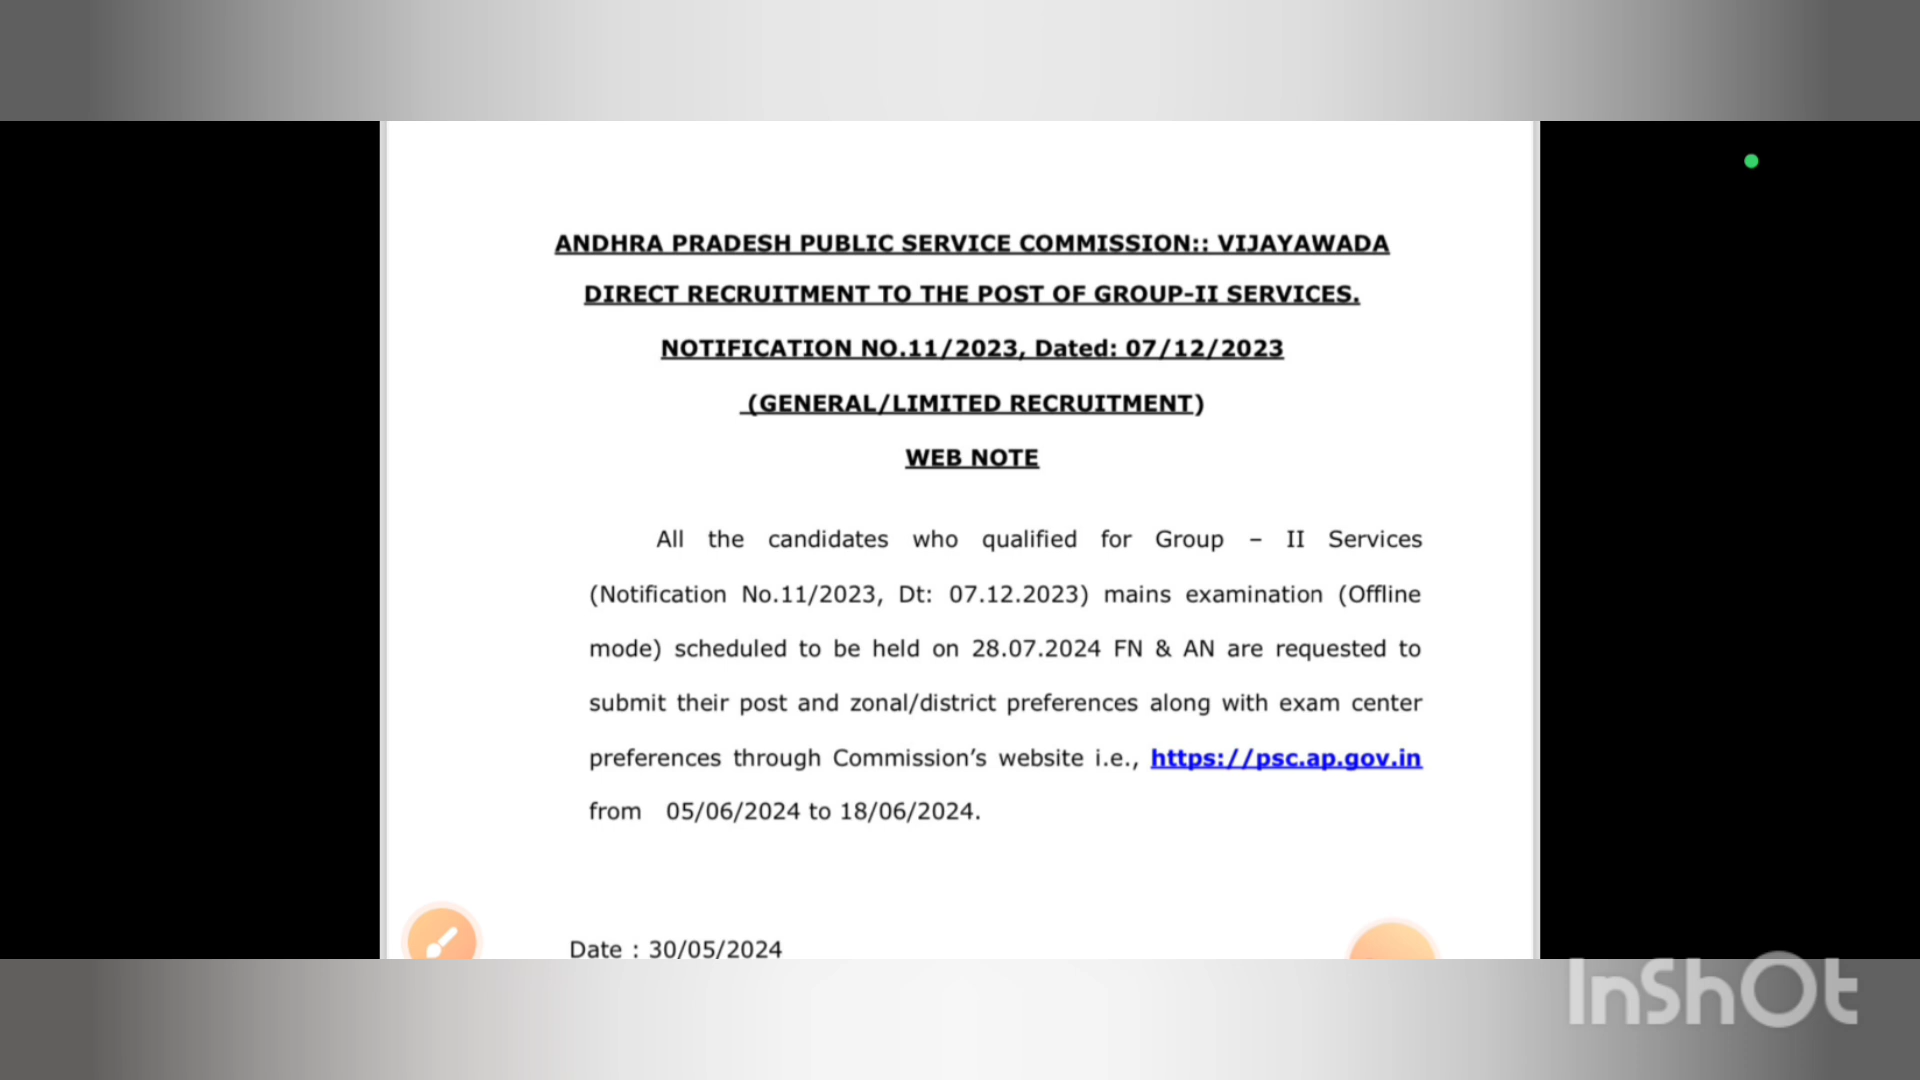 ANDHRA PRADESH PUBLIC SERVICE COMMISSION:: VIJAYAWADA
DIRECT RECRUITMENT TO THE POST OF GROUP-II SERVICES.
NOTIFICATION NO.11/2023, Dated: 07/12/2023
(GENERAL/LIMITED RECRUITMENT)
WEB NOTE
All the candidates who qualified for Group – II Services
(Notification No.11/2023, Dt: 07.12.2023) mains examination (Offline
mode) scheduled to be held on 28.07.2024 FN & AN are requested to
submit their post and zonal/district preferences along with exam center
preferences through Commission’s website i.e., https://psc.ap.gov.in
from 05/06/2024 to 18/06/2024.
Date : 30/05/2024
InShOt